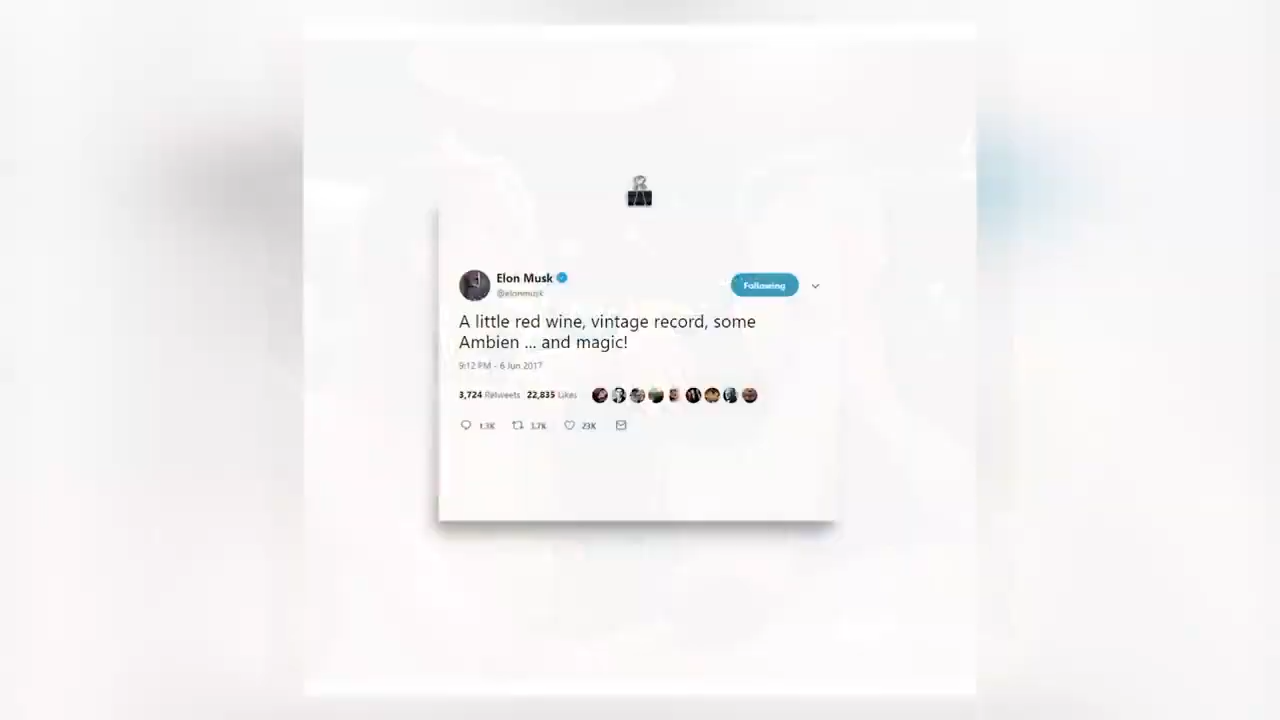 Elon Musk
@elonmusk
Following
A little red wine, vintage record, some
Ambien ... and magic!
9:12 PM - 6 Jun 2017
3,724 Retweets 22,835 Likes
1.3K 3.7K 23K